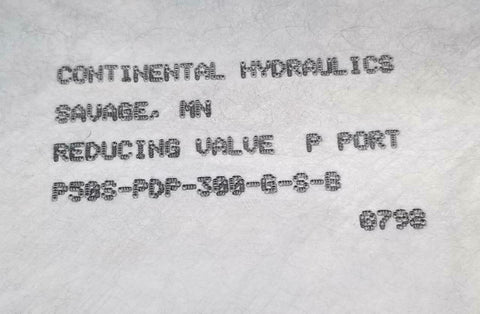 CONTINENTAL HYDRAULICS
SAVAGE, MN
REDUCING VALVE P PORT
P50S-PDP-300-G-S-B
0798